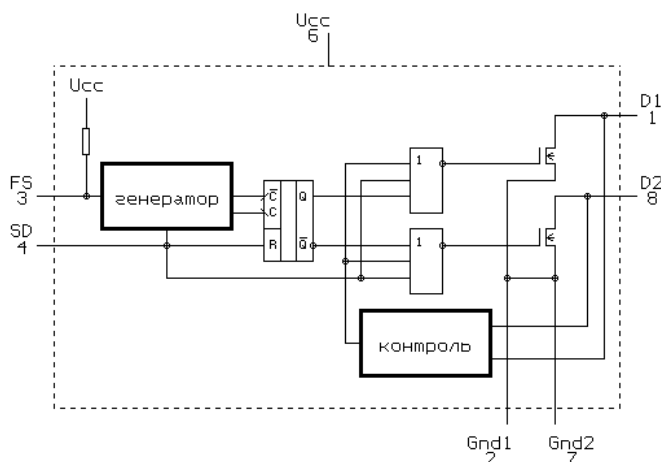 Ucc
6
Ucc
D1
1
FS
3
генератор
C
C
Q
1
D2
8
SD
4
R
Q
1
контроль
Gnd1
2
Gnd2
7